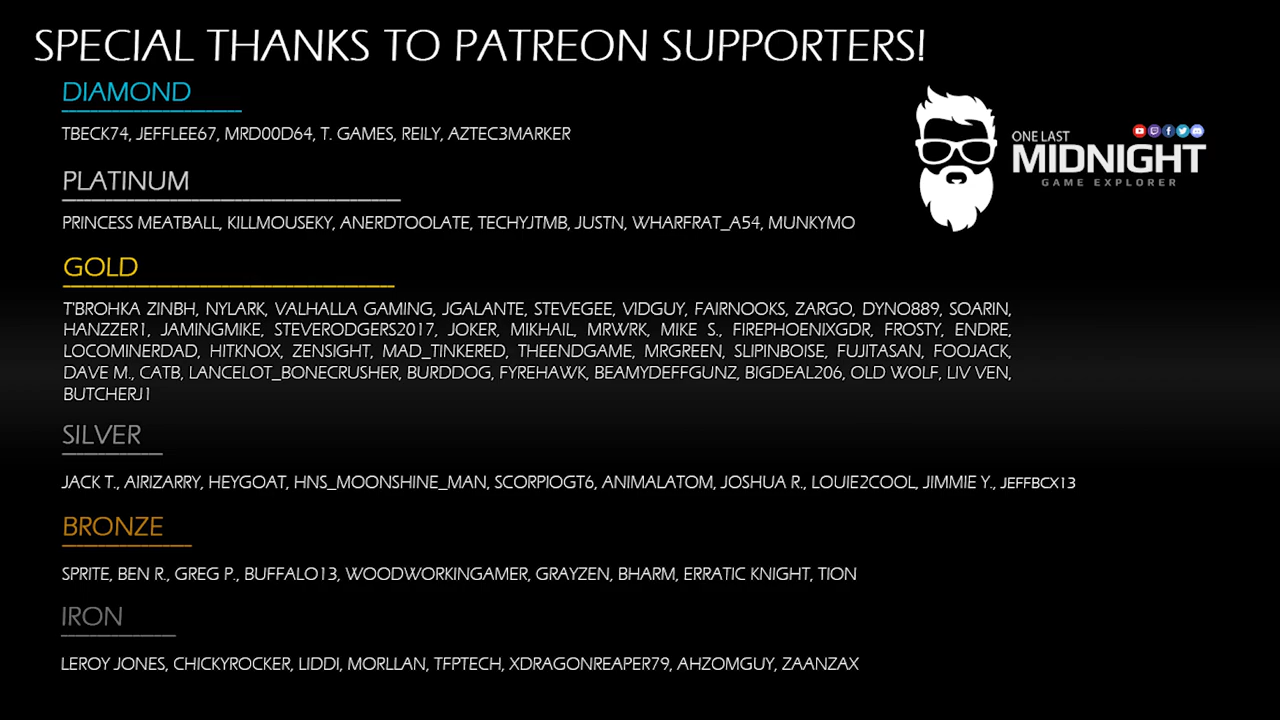 SPECIAL THANKS TO PATREON SUPPORTERS!
DIAMOND
TBECK74, JEFFLEE67, MRD00D64, T. GAMES, REILY, AZTEC3MARKER
ONE LAST
MIDNIGHT
GAME EXPLORER
PLATINUM
PRINCESS MEATBALL, KILLMOUSEKY, ANERDTOOLATE, TECHYJTMB, JUSTN, WHARFRAT_A54, MUNKYMO
GOLD
T'BROHKA ZINBH, NYLARK, VALHALLA GAMING, JGALANTE, STEVEGEE, VIDGUY, FAIRNOOKS, ZARGO, DYNO889, SOARIN,
HANZZER1, JAMINGMIKE, STEVERODGERS2017, JOKER, MIKHAIL, MRWRK, MIKE S., FIREPHOENIXGDR, FROSTY, ENDRE,
LOCOMINERDAD, HITKNOX, ZENSIGHT, MAD_TINKERED, THEENDGAME, MRGREEN, SLIPINBOISE, FUJITASAN, FOOJACK,
DAVE M., CATB, LANCELOT_BONECRUSHER, BURDDOG, FYREHAWK, BEAMYDEFFGUNZ, BIGDEAL206, OLD WOLF, LIV VEN,
BUTCHERJ1
SILVER
JACK T., AIRIZARRY, HEYGOAT, HNS_MOONSHINE_MAN, SCORPIOGT6, ANIMALATOM, JOSHUA R., LOUIE2COOL, JIMMIE Y., JEFFBCX13
BRONZE
SPRITE, BEN R., GREG P., BUFFALO13, WOODWORKINGAMER, GRAYZEN, BHARM, ERRATIC KNIGHT, TION
IRON
LEROY JONES, CHICKYROCKER, LIDDI, MORLLAN, TFPTECH, XDRAGONREAPER79, AHZOMGUY, ZAANZAX